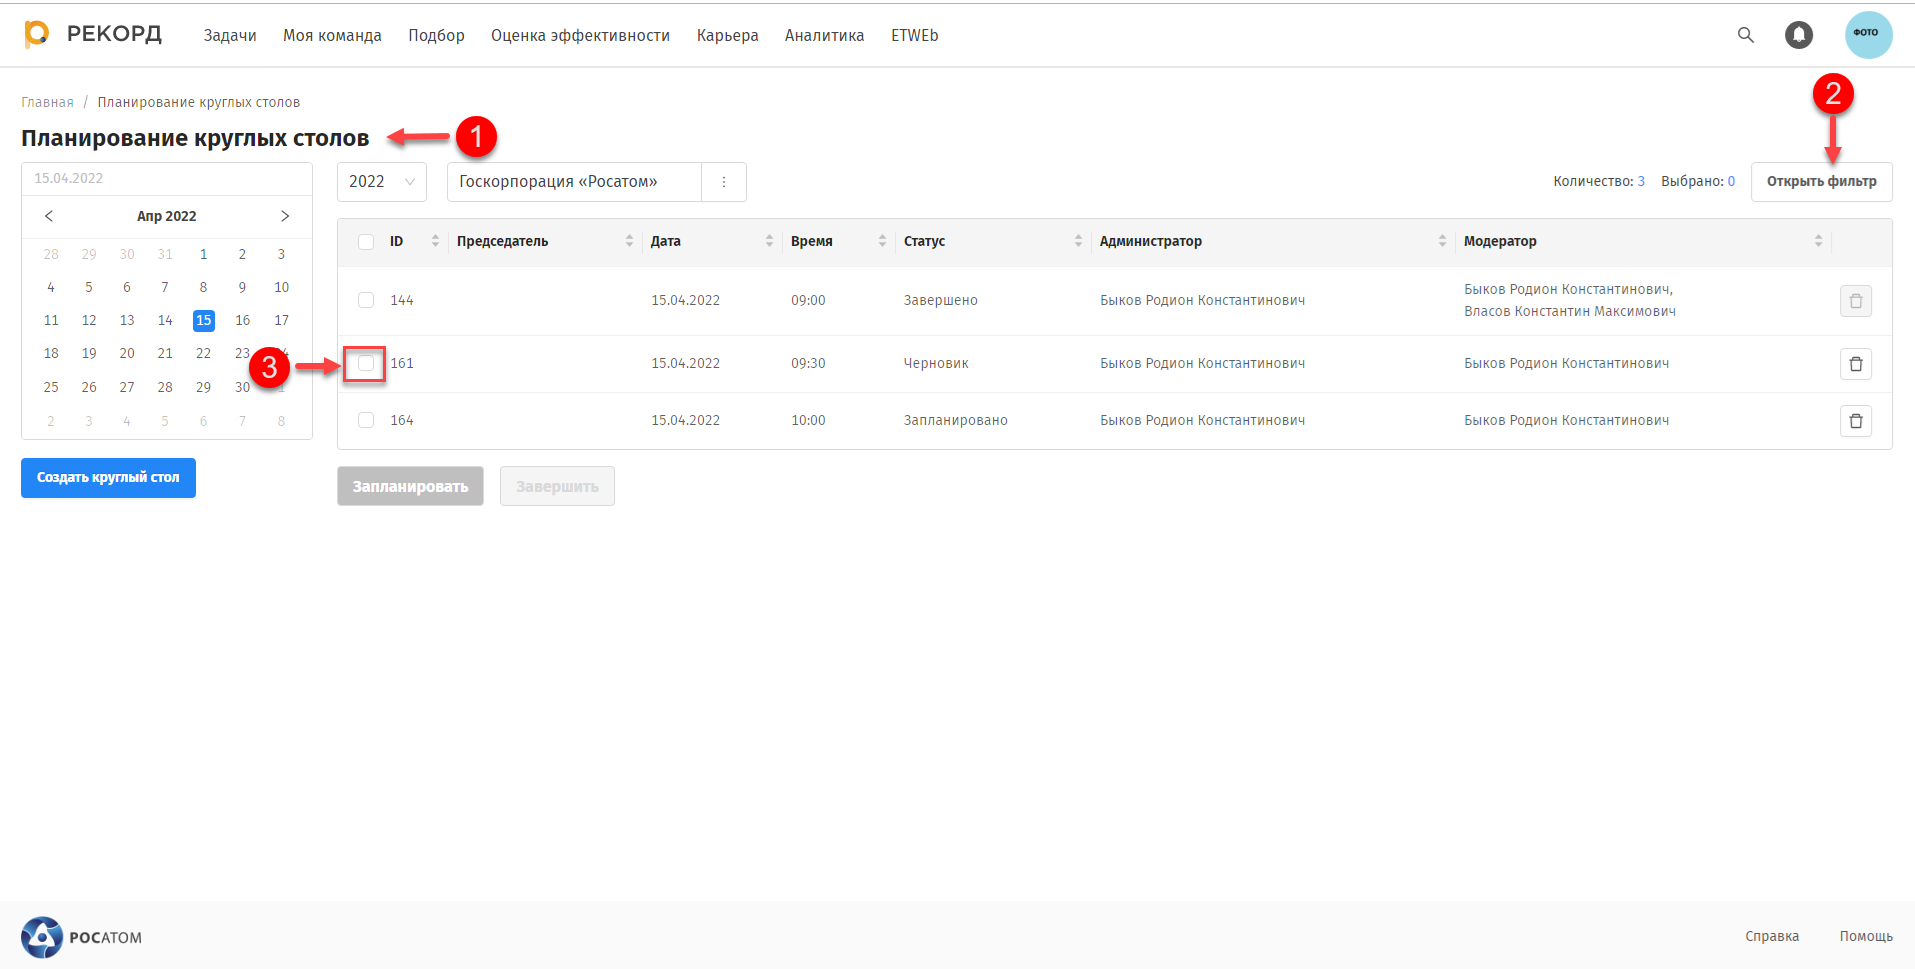 РЕКОРД Задачи Моя команда Подбор Оценка эффективности Карьера Аналитика ETWEb ФОТО
Главная / Планирование круглых столов
2
Планирование круглых столов 1
15.04.2022
2022 Госкорпорация «Росатом» Количество: 3 Выбрано: 0 Открыть фильтр
Апр 2022
28 29 30 31 1 2 3
4 5 6 7 8 9 10
11 12 13 14 15 16 17
18 19 20 21 22 23 24
25 26 27 28 29 30 1
2 3 4 5 6 7 8
3
Создать круглый стол
ID Председатель Дата Время Статус Администратор Модератор
144 15.04.2022 09:00 Завершено Быков Родион Константинович Быков Родион Константинович,
Власов Константин Максимович
161 15.04.2022 09:30 Черновик Быков Родион Константинович Быков Родион Константинович
164 15.04.2022 10:00 Запланировано Быков Родион Константинович Быков Родион Константинович
Запланировать Завершить
РОСАТОМ Справка Помощь